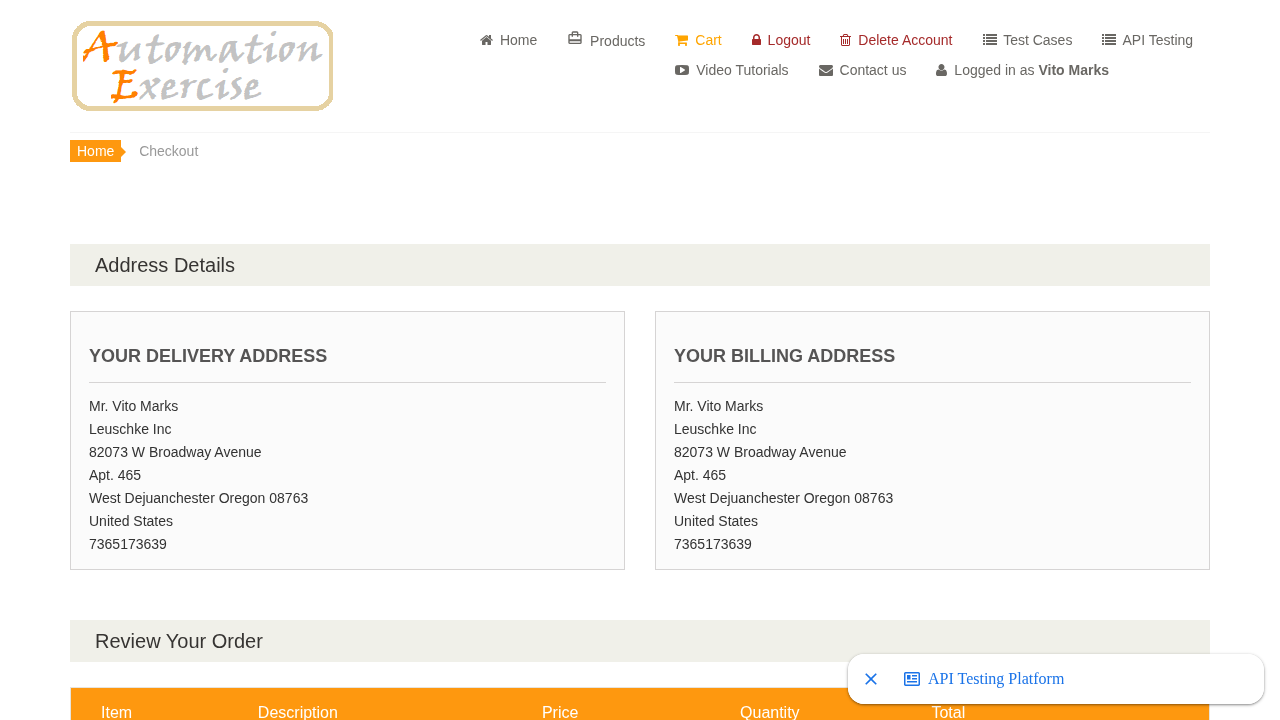 Automation
Exercise
Home Products Cart Logout Delete Account Test Cases API Testing
Video Tutorials Contact us Logged in as Vito Marks
Home Checkout
Address Details
YOUR DELIVERY ADDRESS
Mr. Vito Marks
Leuschke Inc
82073 W Broadway Avenue
Apt. 465
West Dejuanchester Oregon 08763
United States
7365173639
YOUR BILLING ADDRESS
Mr. Vito Marks
Leuschke Inc
82073 W Broadway Avenue
Apt. 465
West Dejuanchester Oregon 08763
United States
7365173639
Review Your Order
API Testing Platform
Item Description Price Quantity Total